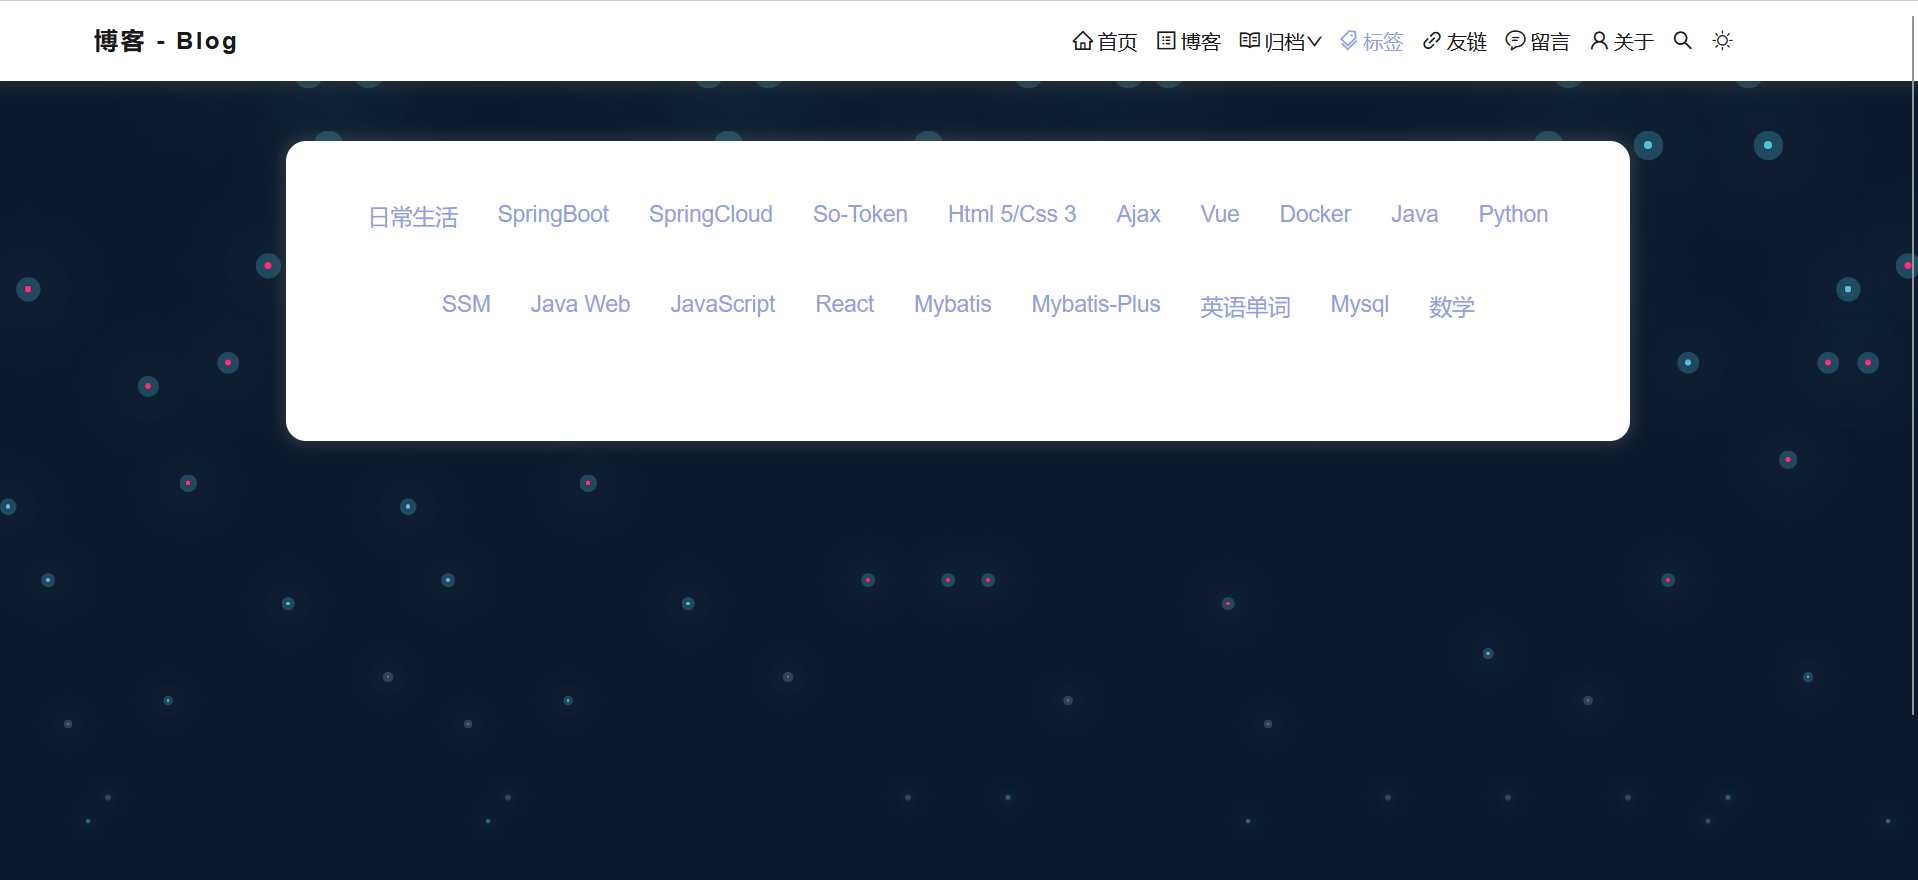 博客 - Blog
首页 博客 归档 标签 友链 留言 关于
日常生活 SpringBoot SpringCloud So-Token Html 5/Css 3 Ajax Vue Docker Java Python
SSM Java Web JavaScript React Mybatis Mybatis-Plus 英语单词 Mysql 数学